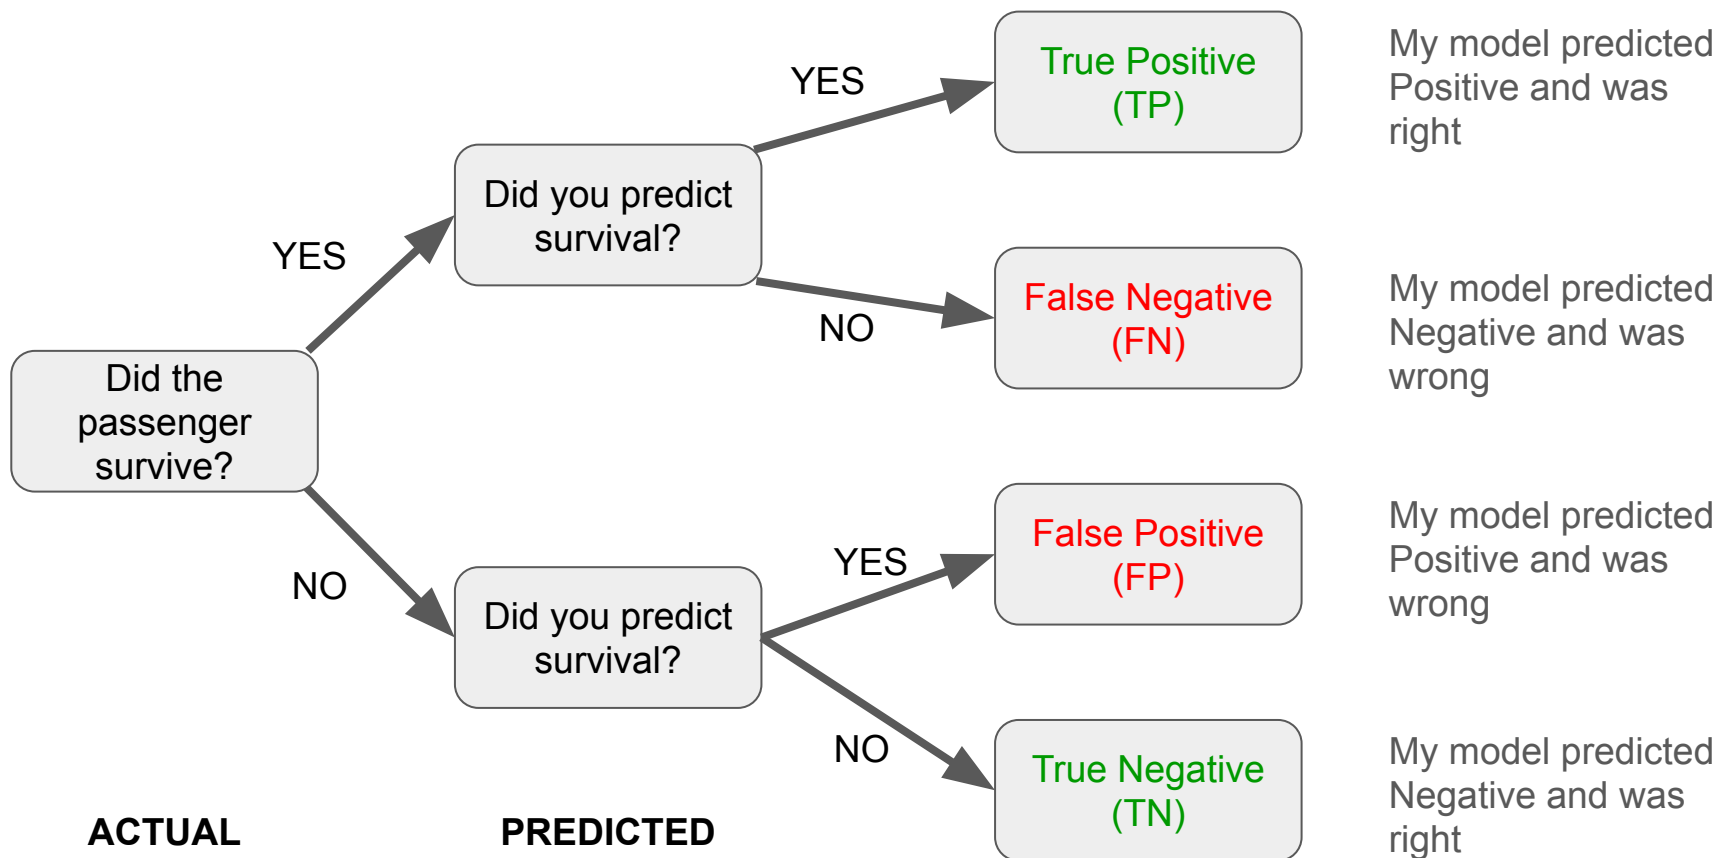 YES
True Positive
(TP)
My model predicted
Positive and was
right
Did you predict
survival?
YES
NO
False Negative
(FN)
My model predicted
Negative and was
wrong
Did the
passenger
survive?
NO
Did you predict
survival?
YES
False Positive
(FP)
My model predicted
Positive and was
wrong
NO
True Negative
(TN)
My model predicted
Negative and was
right
ACTUAL
PREDICTED